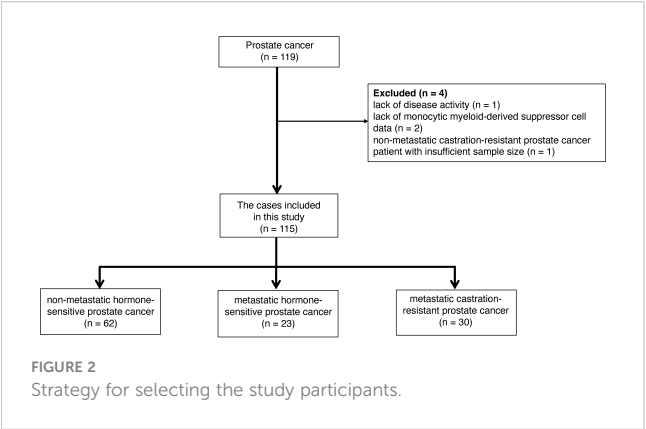 Prostate cancer
(n = 119)
Excluded (n = 4)
lack of disease activity (n = 1)
lack of monocytic myeloid-derived suppressor cell
data (n = 2)
non-metastatic castration-resistant prostate cancer
patient with insufficient sample size (n = 1)
The cases included
in this study
(n = 115)
non-metastatic hormone-
sensitive prostate cancer
(n = 62)
metastatic hormone-
sensitive prostate cancer
(n = 23)
metastatic castration-
resistant prostate cancer
(n = 30)
FIGURE 2
Strategy for selecting the study participants.